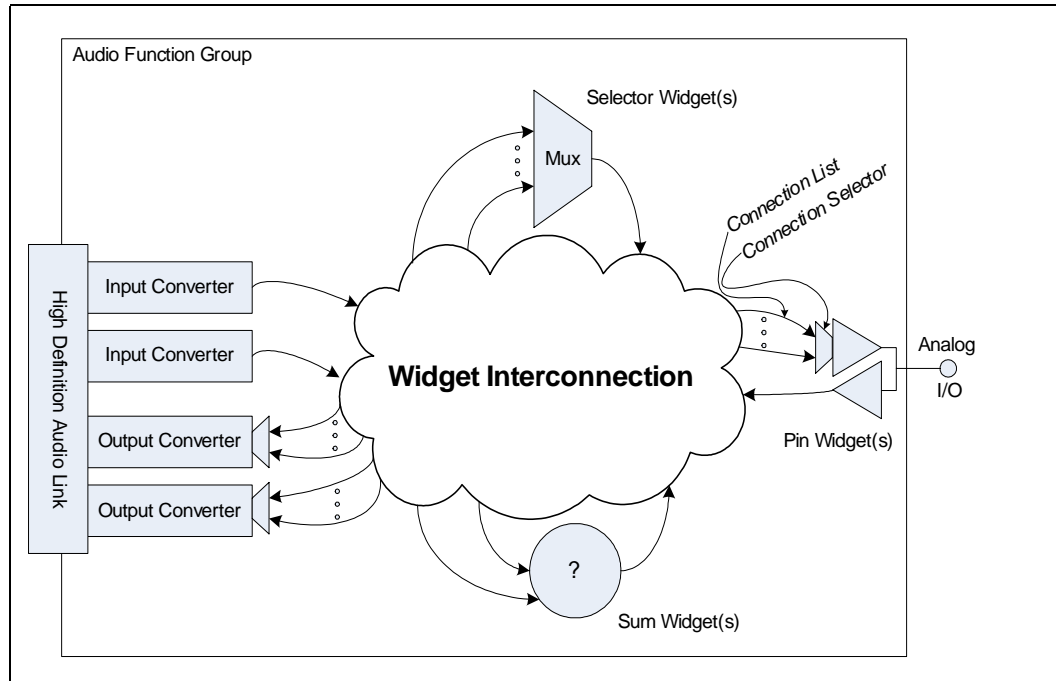 Audio Function Group
Selector Widget(s)
Mux
Connection List
Connection Selector
High Definition Audio Link
Input Converter
Input Converter
Output Converter
Output Converter
Widget Interconnection
Analog
I/O
Pin Widget(s)
?
Sum Widget(s)